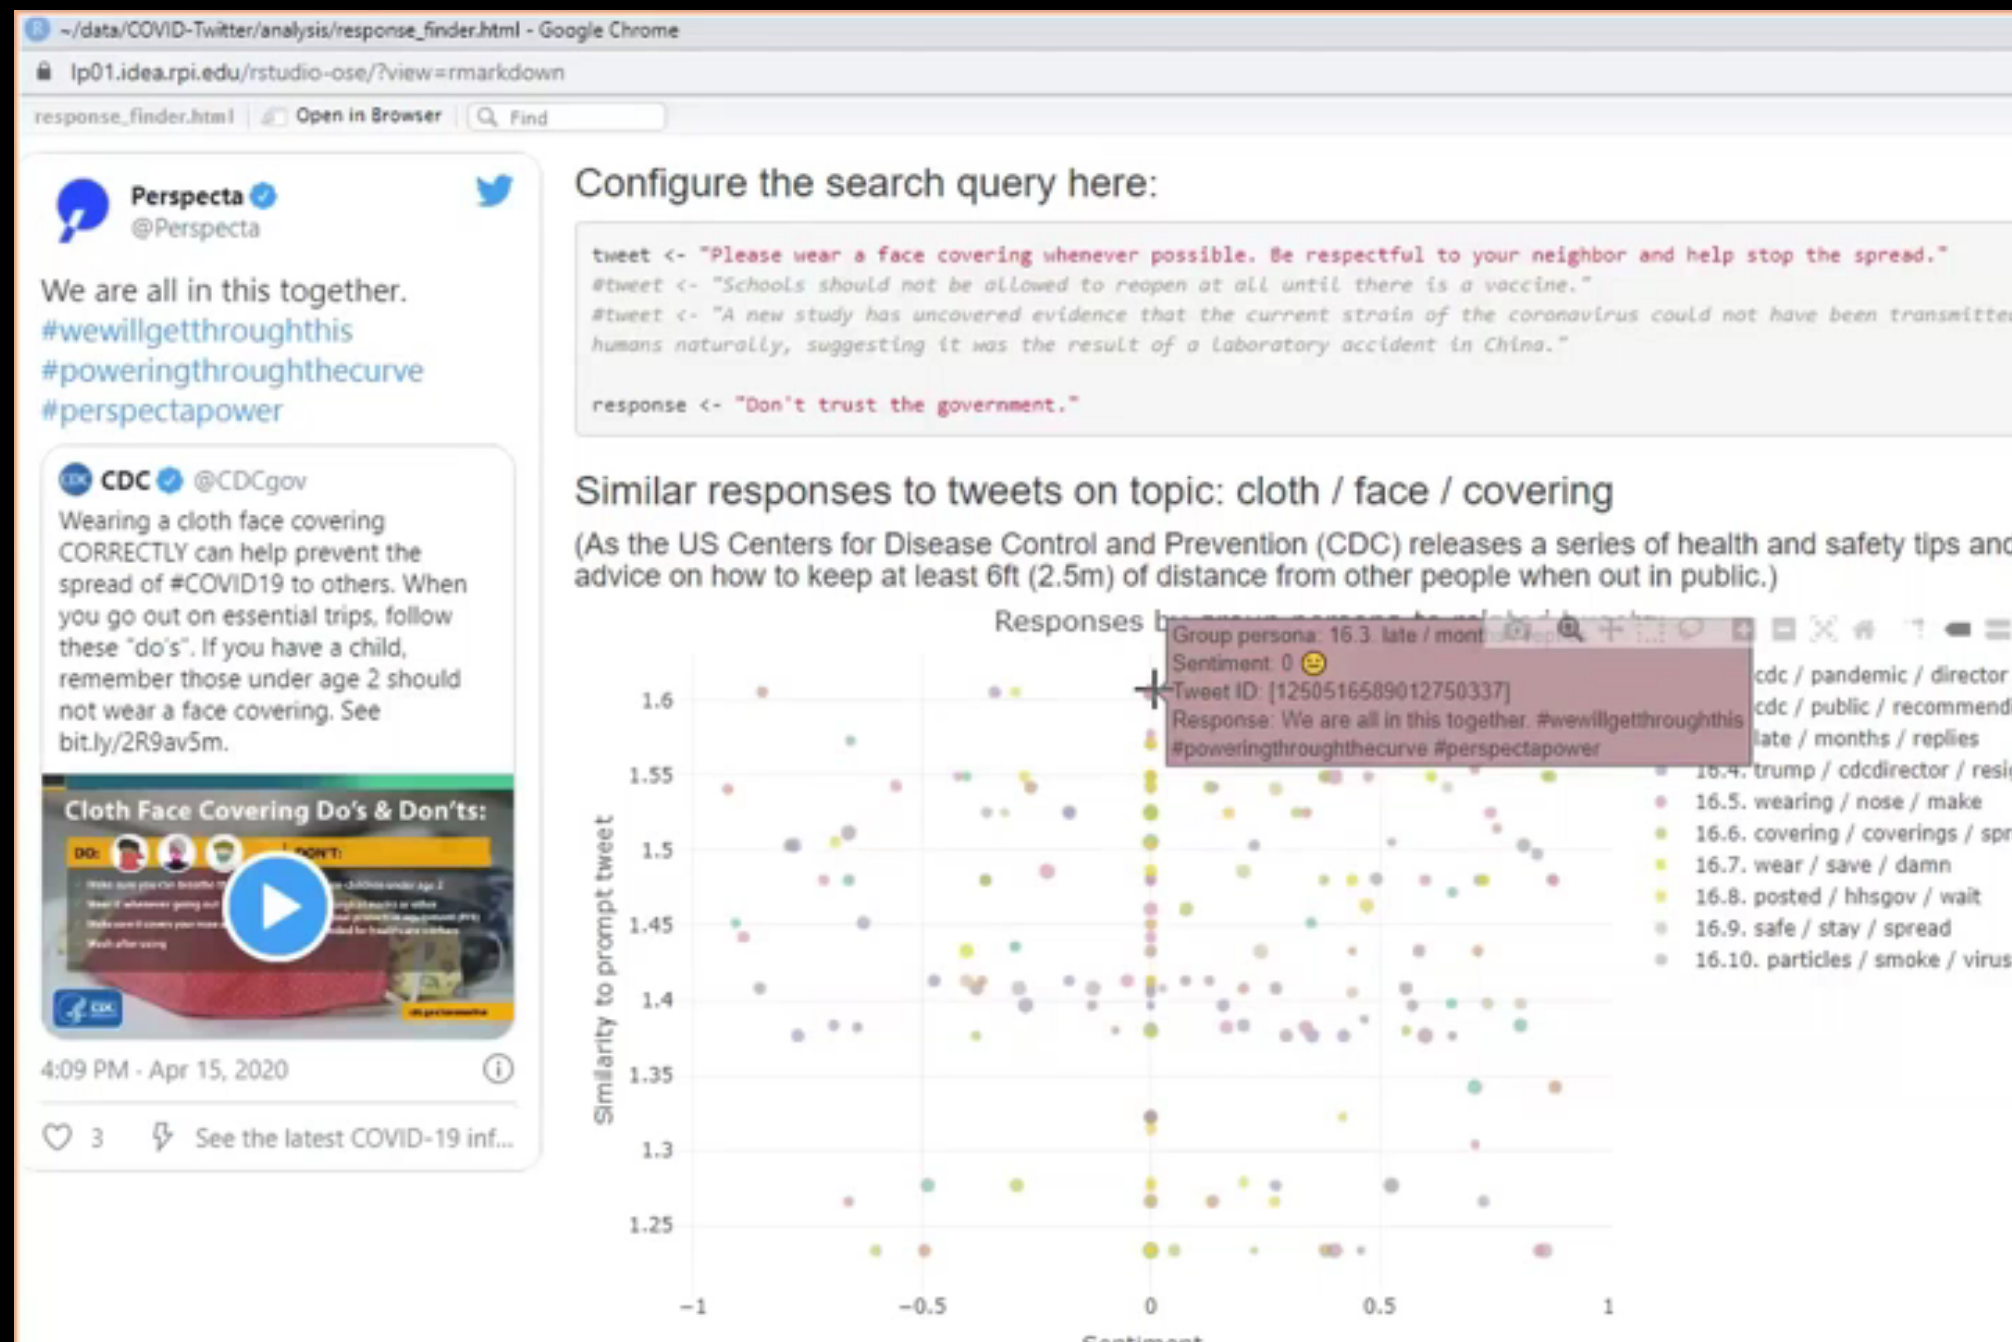 ~/data/COVID-Twitter/analysis/response_finder.html - Google Chrome
lp01.idea.rpi.edu/rstudio-ose/?view=rmarkdown
response_finder.html
Open in Browser
Find
Perspecta
@Perspecta
We are all in this together.
#wewillgetthroughthis
#poweringthroughthecurve
#perspectapower
CDC @CDCgov
Wearing a cloth face covering
CORRECTLY can help prevent the
spread of #COVID19 to others. When
you go out on essential trips, follow
these "do's". If you have a child,
remember those under age 2 should
not wear a face covering. See
bit.ly/2R9av5m.
Cloth Face Covering Do's & Don'ts:
DO:
DON'T:
CDC
4:09 PM - Apr 15, 2020
3
See the latest COVID-19 inf...
Configure the search query here:
tweet <- "Please wear a face covering whenever possible. Be respectful to your neighbor and help stop the spread."
#tweet <- "Schools should not be allowed to reopen at all until there is a vaccine."
#tweet <- "A new study has uncovered evidence that the current strain of the coronavirus could not have been transmitted
humans naturally, suggesting it was the result of a laboratory accident in China."
response <- "Don't trust the government."
Similar responses to tweets on topic: cloth / face / covering
(As the US Centers for Disease Control and Prevention (CDC) releases a series of health and safety tips and
advice on how to keep at least 6ft (2.5m) of distance from other people when out in public.)
Responses
Group persona: 16.3. late / mont
Sentiment: 0 😐
Tweet ID: [1250516589012750337]
Response: We are all in this together. #wewillgetthroughthis
#poweringthroughthecurve #perspectapower
Similarity to prompt tweet
1.6
1.55
1.5
1.45
1.4
1.35
1.3
1.25
-1
-0.5
0
0.5
1
Sentiment
cdc / pandemic / director
cdc / public / recommendi
late / months / replies
16.4. trump / cdcdirector / resig
16.5. wearing / nose / make
16.6. covering / coverings / spr
16.7. wear / save / damn
16.8. posted / hhsgov / wait
16.9. safe / stay / spread
16.10. particles / smoke / virus